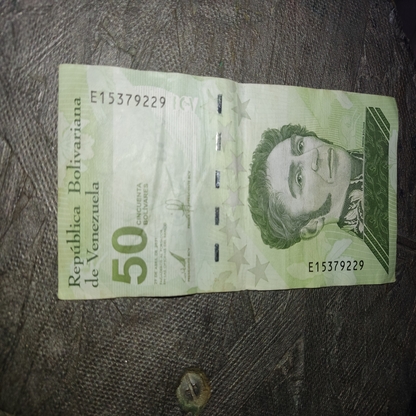 República Bolivariana
de Venezuela
50
CINCUENTA
BOLÍVARES
E15379229
E15379229